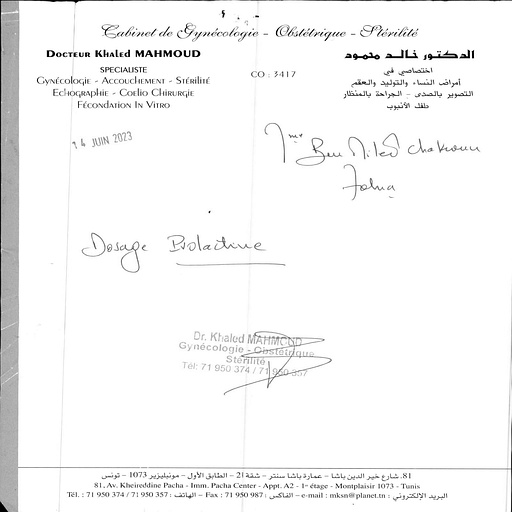 Cabinet de Gynécologie - Obstétrique - Stérilité
DOCTEUR Khaled MAHMOUD
SPECIALISTE
GYNÉCOLOGIE - ACCOUCHEMENT - STÉRILITÉ
ECHOGRAPHIE - COELIO CHIRURGIE
FÉCONDATION IN VITRO
CO : 3417
الدكتور خالد محمود
اختصاصي في
أمراض النساء والتوليد والعقم
التصوير بالصدى - الجراحة بالمنظار
طفل الأنبوب
14 JUIN 2023
Mme Ben Miled
Dosage Prolactine
Dr. Khaled MAHMOUD
Gynécologie - Obstétrique
Stérilité
Tél: 71 950 374 / 71 950 357
81. شارع خير الدين باشا - عمارة باشا سنتر - شقة 2أ - الطابق الأول - مونبليزير 1073 - تونس
81, Av. Kheireddine Pacha - Imm. Pacha Center - Appt. A2 - 1er étage - Montplaisir 1073 - Tunis
Tél. : 71 950 374 / 71 950 357 : الهاتف - Fax : 71 950 987 : الفاكس - e-mail : mksn@planet.tn : البريد الإلكتروني